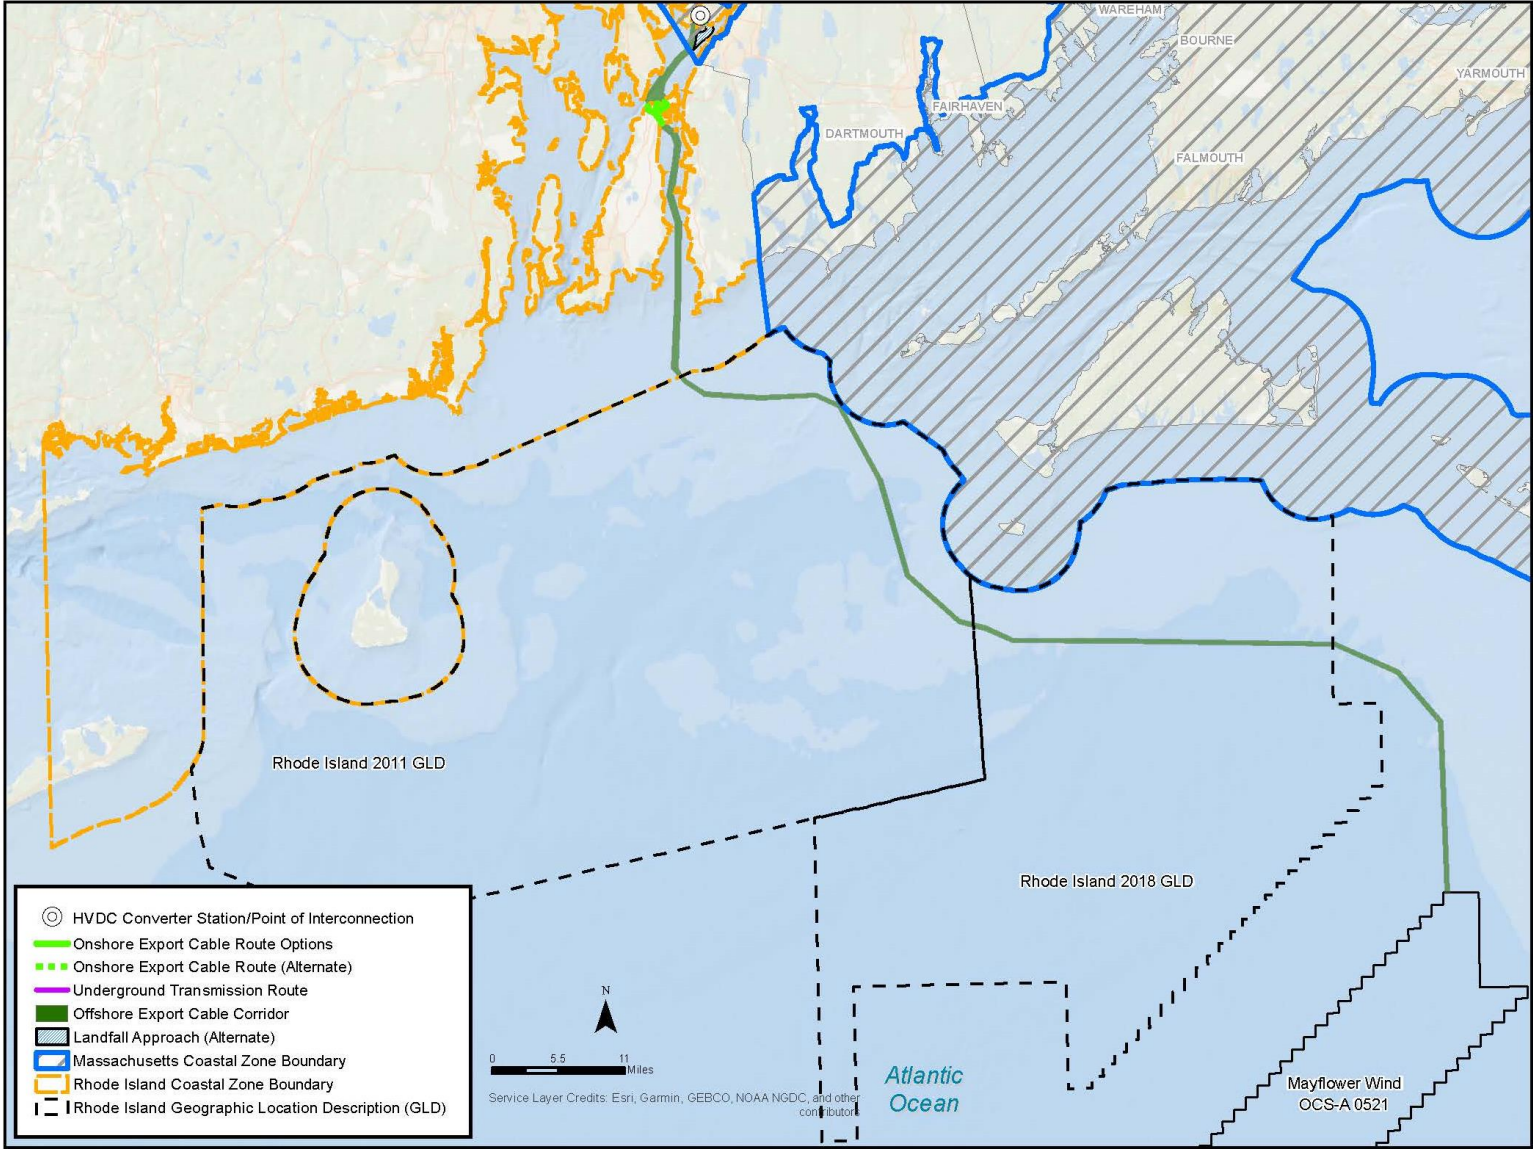 WAREHAM
BOURNE
YARMOUTH
FAIRHAVEN
DARTMOUTH
FALMOUTH
Rhode Island 2011 GLD
Rhode Island 2018 GLD
HVDC Converter Station/Point of Interconnection
Onshore Export Cable Route Options
Onshore Export Cable Route (Alternate)
Underground Transmission Route
Offshore Export Cable Corridor
Landfall Approach (Alternate)
Massachusetts Coastal Zone Boundary
Rhode Island Coastal Zone Boundary
Rhode Island Geographic Location Description (GLD)
N
0 5.5 11
Miles
Service Layer Credits: Esri, Garmin, GEBCO, NOAA NGDC, and other
contributors
Atlantic
Ocean
Mayflower Wind
OCS-A 0521